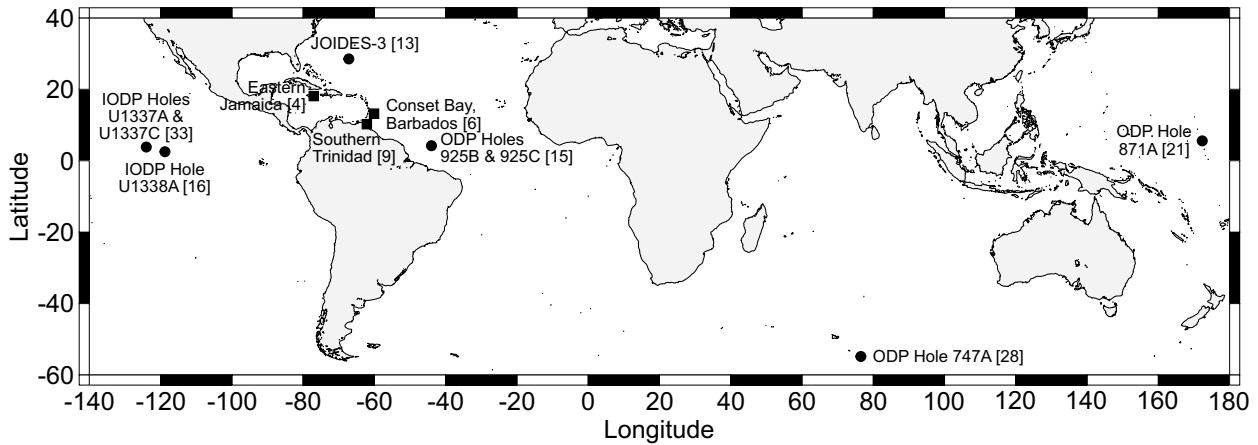 40
20
0
-20
-40
-60
Latitude
JOIDES-3 [13]
Eastern
Jamaica [4]
IODP Holes
U1337A &
U1337C [33]
IODP Hole
U1338A [16]
Conset Bay,
Barbados [6]
Southern
Trinidad [9]
ODP Holes
925B & 925C [15]
ODP Hole
871A [21]
ODP Hole 747A [28]
-140 -120 -100 -80 -60 -40 -20 0 20 40 60 80 100 120 140 160 180
Longitude